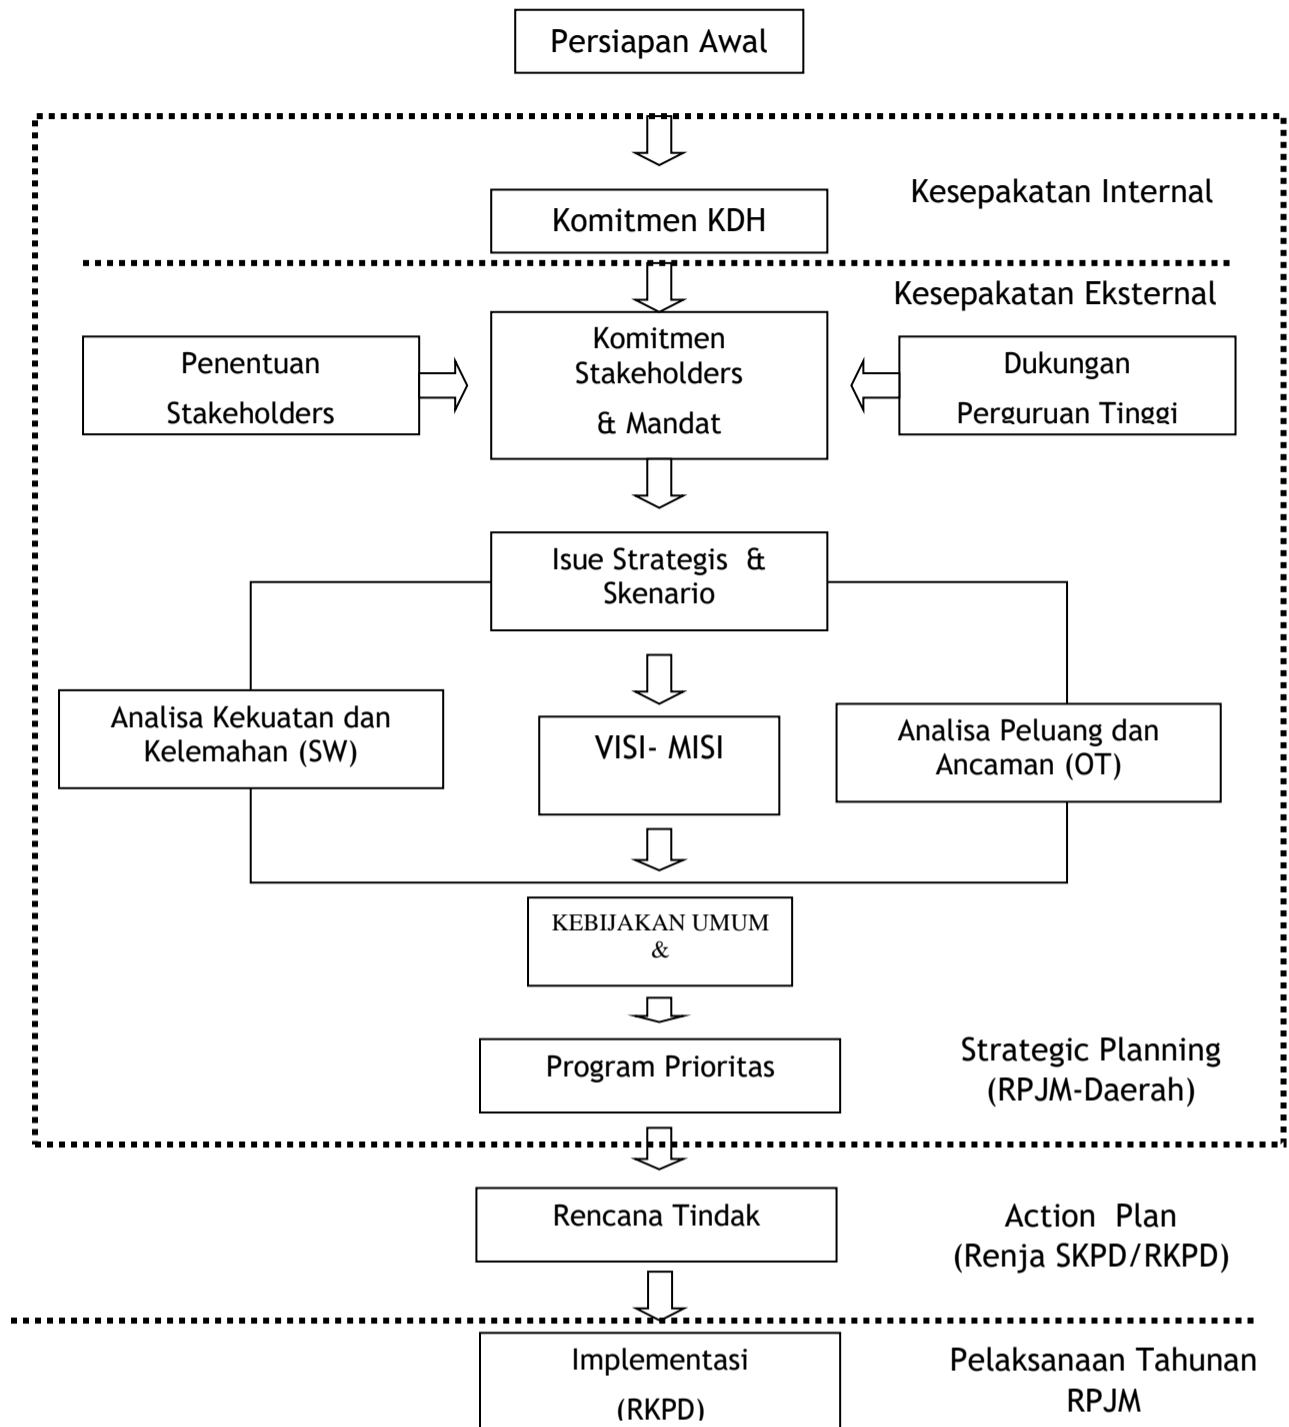 Persiapan Awal
Kesepakatan Internal
Komitmen KDH
Kesepakatan Eksternal
Penentuan
Stakeholders
Komitmen
Stakeholders
& Mandat
Dukungan
Perguruan Tinggi
Isue Strategis &
Skenario
Analisa Kekuatan dan
Kelemahan (SW)
VISI- MISI
Analisa Peluang dan
Ancaman (OT)
KEBIJAKAN UMUM
&
Program Prioritas
Strategic Planning
(RPJM-Daerah)
Rencana Tindak
Action Plan
(Renja SKPD/RKPD)
Implementasi
(RKPD)
Pelaksanaan Tahunan
RPJM